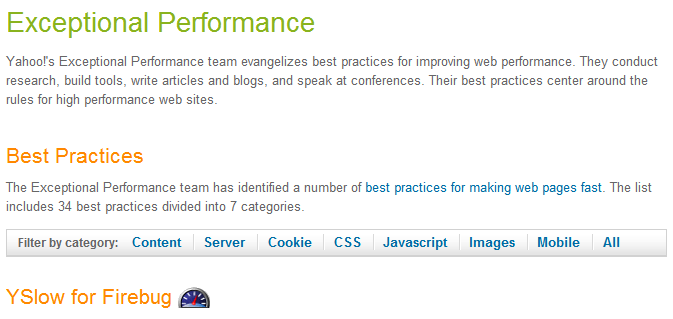 Exceptional Performance
Yahoo!'s Exceptional Performance team evangelizes best practices for improving web performance. They conduct
research, build tools, write articles and blogs, and speak at conferences. Their best practices center around the
rules for high performance web sites.
Best Practices
The Exceptional Performance team has identified a number of best practices for making web pages fast. The list
includes 34 best practices divided into 7 categories.
Filter by category: Content Server Cookie CSS Javascript Images Mobile All
YSlow for Firebug